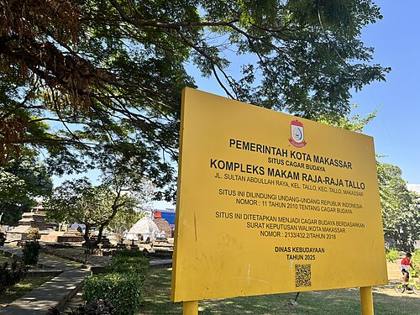 PEMERINTAH KOTA MAKASSAR
SITUS CAGAR BUDAYA
KOMPLEKS MAKAM RAJA-RAJA TALLO
JL. SULTAN ABDULLAH RAYA, KEL. TALLO, KEC. TALLO, MAKASSAR
SITUS INI DILINDUNGI UNDANG-UNDANG REPUBLIK INDONESIA
NOMOR : 11 TAHUN 2010 TENTANG CAGAR BUDAYA
SITUS INI DITETAPKAN MENJADI CAGAR BUDAYA BERDASARKAN
SURAT KEPUTUSAN WALIKOTA MAKASSAR
NOMOR : 2133/432.2/TAHUN 2018
DINAS KEBUDAYAAN
TAHUN 2025